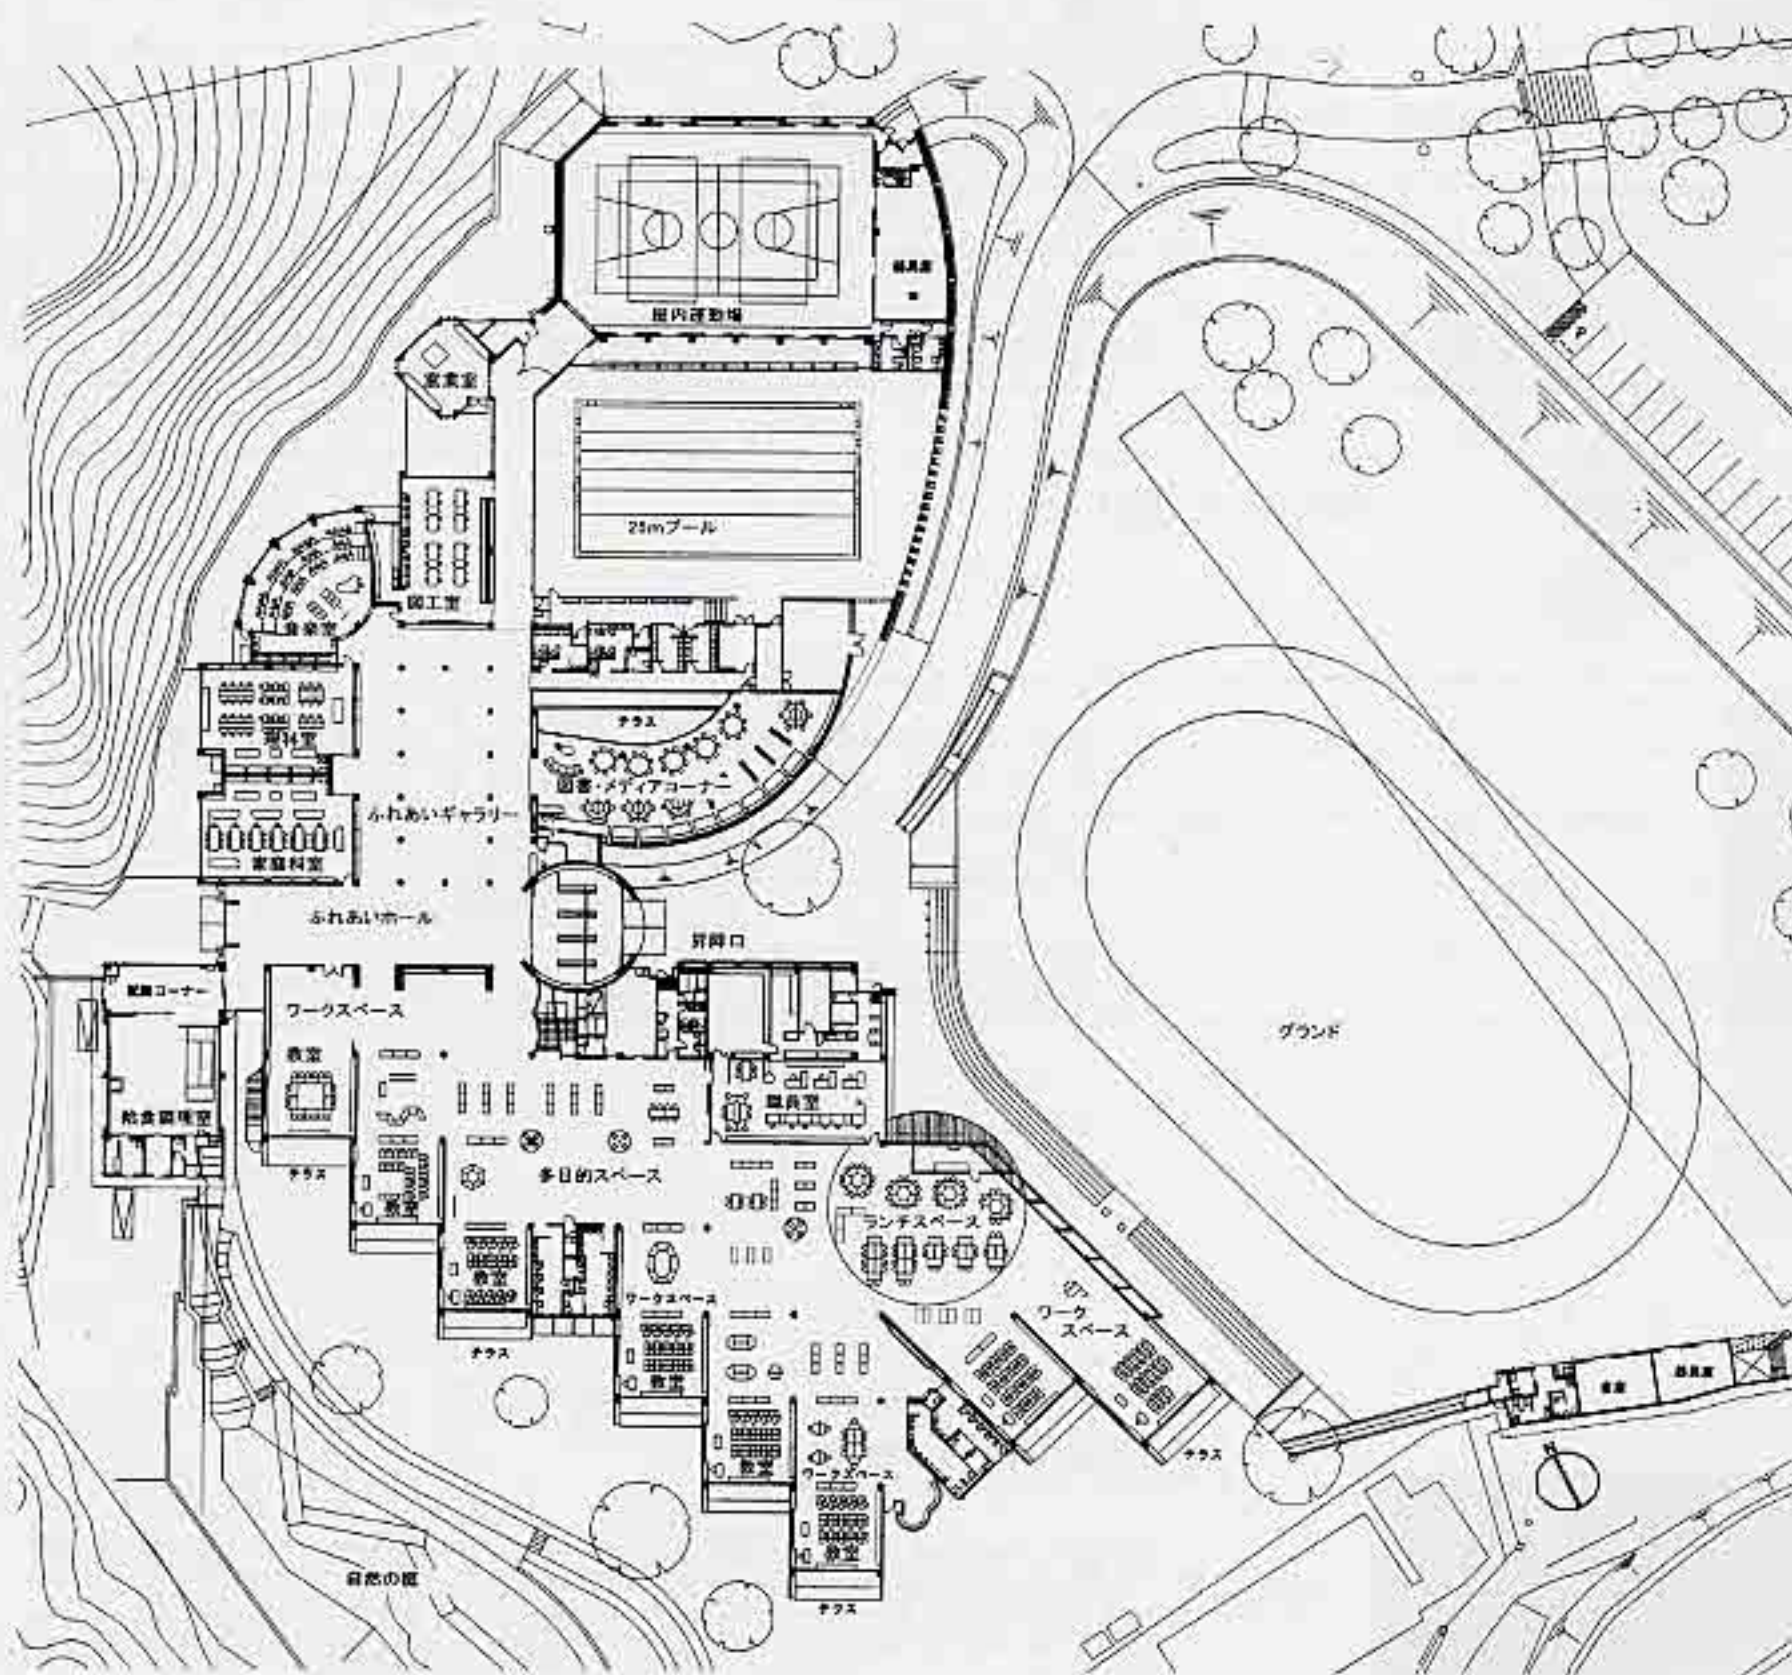 屋内運動場
器具庫
窯業室
25mプール
図工室
音楽室
テラス
理科室
図書・メディアコーナー
ふれあいギャラリー
家庭科室
ふれあいホール
昇降口
配膳コーナー
ワークスペース
グランド
教室
職員室
給食調理室
テラス
多目的スペース
教室
ランチスペース
教室
ワークスペース
ワーク
スペース
テラス
教室
器具庫
テラス
教室
ワークスペース
教室
自然の庭
テラス
N
P